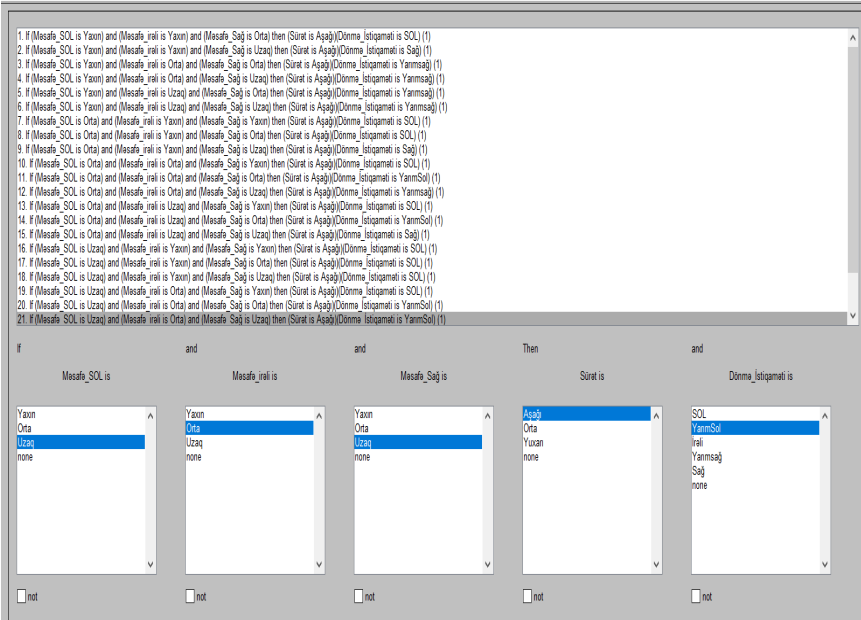 1. If (Məsafə_SOL is Yaxın) and (Məsafə_irəli is Yaxın) and (Məsafə_Sağ is Orta) then (Sürət is Aşağı)(Dönmə_İstiqaməti is SOL) (1)
2. If (Məsafə_SOL is Yaxın) and (Məsafə_irəli is Yaxın) and (Məsafə_Sağ is Uzaq) then (Sürət is Aşağı)(Dönmə_İstiqaməti is Sağ) (1)
3. If (Məsafə_SOL is Yaxın) and (Məsafə_irəli is Orta) and (Məsafə_Sağ is Orta) then (Sürət is Aşağı)(Dönmə_İstiqaməti is Yarımsağ) (1)
4. If (Məsafə_SOL is Yaxın) and (Məsafə_irəli is Orta) and (Məsafə_Sağ is Uzaq) then (Sürət is Aşağı)(Dönmə_İstiqaməti is Yarımsağ) (1)
5. If (Məsafə_SOL is Yaxın) and (Məsafə_irəli is Uzaq) and (Məsafə_Sağ is Orta) then (Sürət is Aşağı)(Dönmə_İstiqaməti is Yarımsağ) (1)
6. If (Məsafə_SOL is Yaxın) and (Məsafə_irəli is Uzaq) and (Məsafə_Sağ is Uzaq) then (Sürət is Aşağı)(Dönmə_İstiqaməti is Yarımsağ) (1)
7. If (Məsafə_SOL is Orta) and (Məsafə_irəli is Yaxın) and (Məsafə_Sağ is Yaxın) then (Sürət is Aşağı)(Dönmə_İstiqaməti is SOL) (1)
8. If (Məsafə_SOL is Orta) and (Məsafə_irəli is Yaxın) and (Məsafə_Sağ is Orta) then (Sürət is Aşağı)(Dönmə_İstiqaməti is SOL) (1)
9. If (Məsafə_SOL is Orta) and (Məsafə_irəli is Yaxın) and (Məsafə_Sağ is Uzaq) then (Sürət is Aşağı)(Dönmə_İstiqaməti is Sağ) (1)
10. If (Məsafə_SOL is Orta) and (Məsafə_irəli is Orta) and (Məsafə_Sağ is Yaxın) then (Sürət is Aşağı)(Dönmə_İstiqaməti is SOL) (1)
11. If (Məsafə_SOL is Orta) and (Məsafə_irəli is Orta) and (Məsafə_Sağ is Orta) then (Sürət is Aşağı)(Dönmə_İstiqaməti is YarımSol) (1)
12. If (Məsafə_SOL is Orta) and (Məsafə_irəli is Orta) and (Məsafə_Sağ is Uzaq) then (Sürət is Aşağı)(Dönmə_İstiqaməti is Yarımsağ) (1)
13. If (Məsafə_SOL is Orta) and (Məsafə_irəli is Uzaq) and (Məsafə_Sağ is Yaxın) then (Sürət is Aşağı)(Dönmə_İstiqaməti is SOL) (1)
14. If (Məsafə_SOL is Orta) and (Məsafə_irəli is Uzaq) and (Məsafə_Sağ is Orta) then (Sürət is Aşağı)(Dönmə_İstiqaməti is YarımSol) (1)
15. If (Məsafə_SOL is Orta) and (Məsafə_irəli is Uzaq) and (Məsafə_Sağ is Uzaq) then (Sürət is Aşağı)(Dönmə_İstiqaməti is Sağ) (1)
16. If (Məsafə_SOL is Uzaq) and (Məsafə_irəli is Yaxın) and (Məsafə_Sağ is Yaxın) then (Sürət is Aşağı)(Dönmə_İstiqaməti is SOL) (1)
17. If (Məsafə_SOL is Uzaq) and (Məsafə_irəli is Yaxın) and (Məsafə_Sağ is Orta) then (Sürət is Aşağı)(Dönmə_İstiqaməti is SOL) (1)
18. If (Məsafə_SOL is Uzaq) and (Məsafə_irəli is Yaxın) and (Məsafə_Sağ is Uzaq) then (Sürət is Aşağı)(Dönmə_İstiqaməti is SOL) (1)
19. If (Məsafə_SOL is Uzaq) and (Məsafə_irəli is Orta) and (Məsafə_Sağ is Yaxın) then (Sürət is Aşağı)(Dönmə_İstiqaməti is SOL) (1)
20. If (Məsafə_SOL is Uzaq) and (Məsafə_irəli is Orta) and (Məsafə_Sağ is Orta) then (Sürət is Aşağı)(Dönmə_İstiqaməti is YarımSol) (1)
21. If (Məsafə_SOL is Uzaq) and (Məsafə_irəli is Orta) and (Məsafə_Sağ is Uzaq) then (Sürət is Aşağı)(Dönmə_İstiqaməti is YarımSol) (1)
If and and Then and
Məsafə_SOL is Məsafə_irəli is Məsafə_Sağ is Sürət is Dönmə_İstiqaməti is
Yaxın Yaxın Yaxın Aşağı SOL
Orta Orta Orta Orta YarımSol
Uzaq Uzaq Uzaq Yuxarı İrəli
none none none none Yarımsağ
Sağ
none
not not not not not